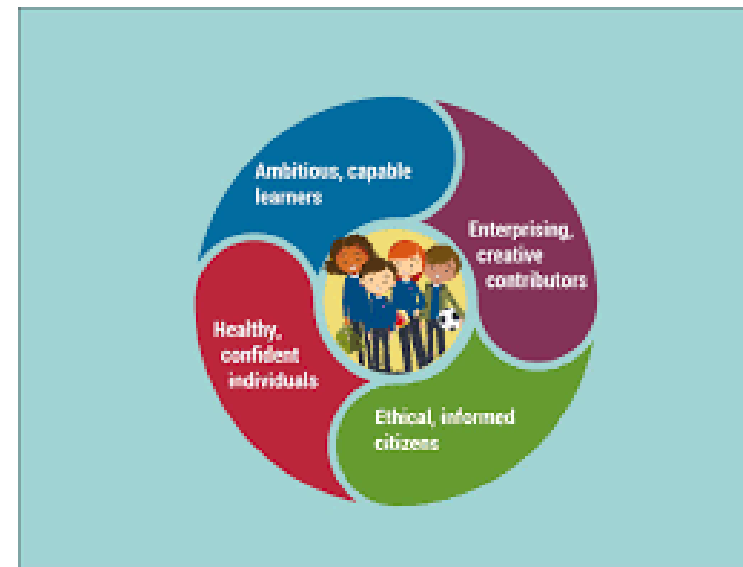 Ambitious, capable
learners
Enterprising,
creative
contributors
Healthy,
confident
individuals
Ethical, informed
citizens